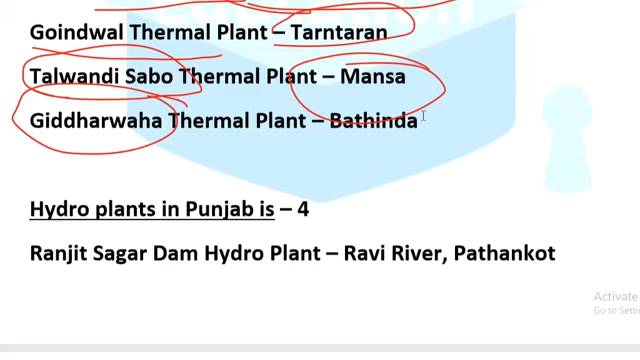 Goindwal Thermal Plant – Tarntaran
Talwandi Sabo Thermal Plant – Mansa
Giddharwaha Thermal Plant – Bathinda
Hydro plants in Punjab is – 4
Ranjit Sagar Dam Hydro Plant – Ravi River, Pathankot
Activate
Go to Setti